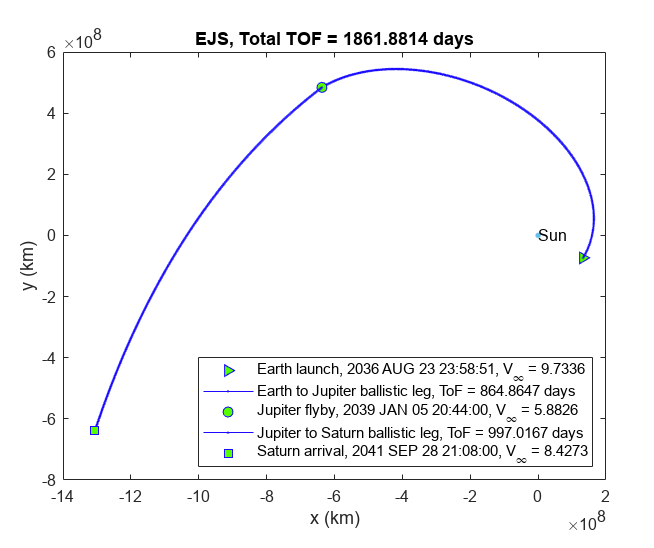 EJS, Total TOF = 1861.8814 days
×10⁸
6
4
2
0
-2
-4
-6
-8
y (km)
Sun
Earth launch, 2036 AUG 23 23:58:51, V∞ = 9.7336
Earth to Jupiter ballistic leg, ToF = 864.8647 days
Jupiter flyby, 2039 JAN 05 20:44:00, V∞ = 5.8826
Jupiter to Saturn ballistic leg, ToF = 997.0167 days
Saturn arrival, 2041 SEP 28 21:08:00, V∞ = 8.4273
-14 -12 -10 -8 -6 -4 -2 0 2
x (km)
×10⁸